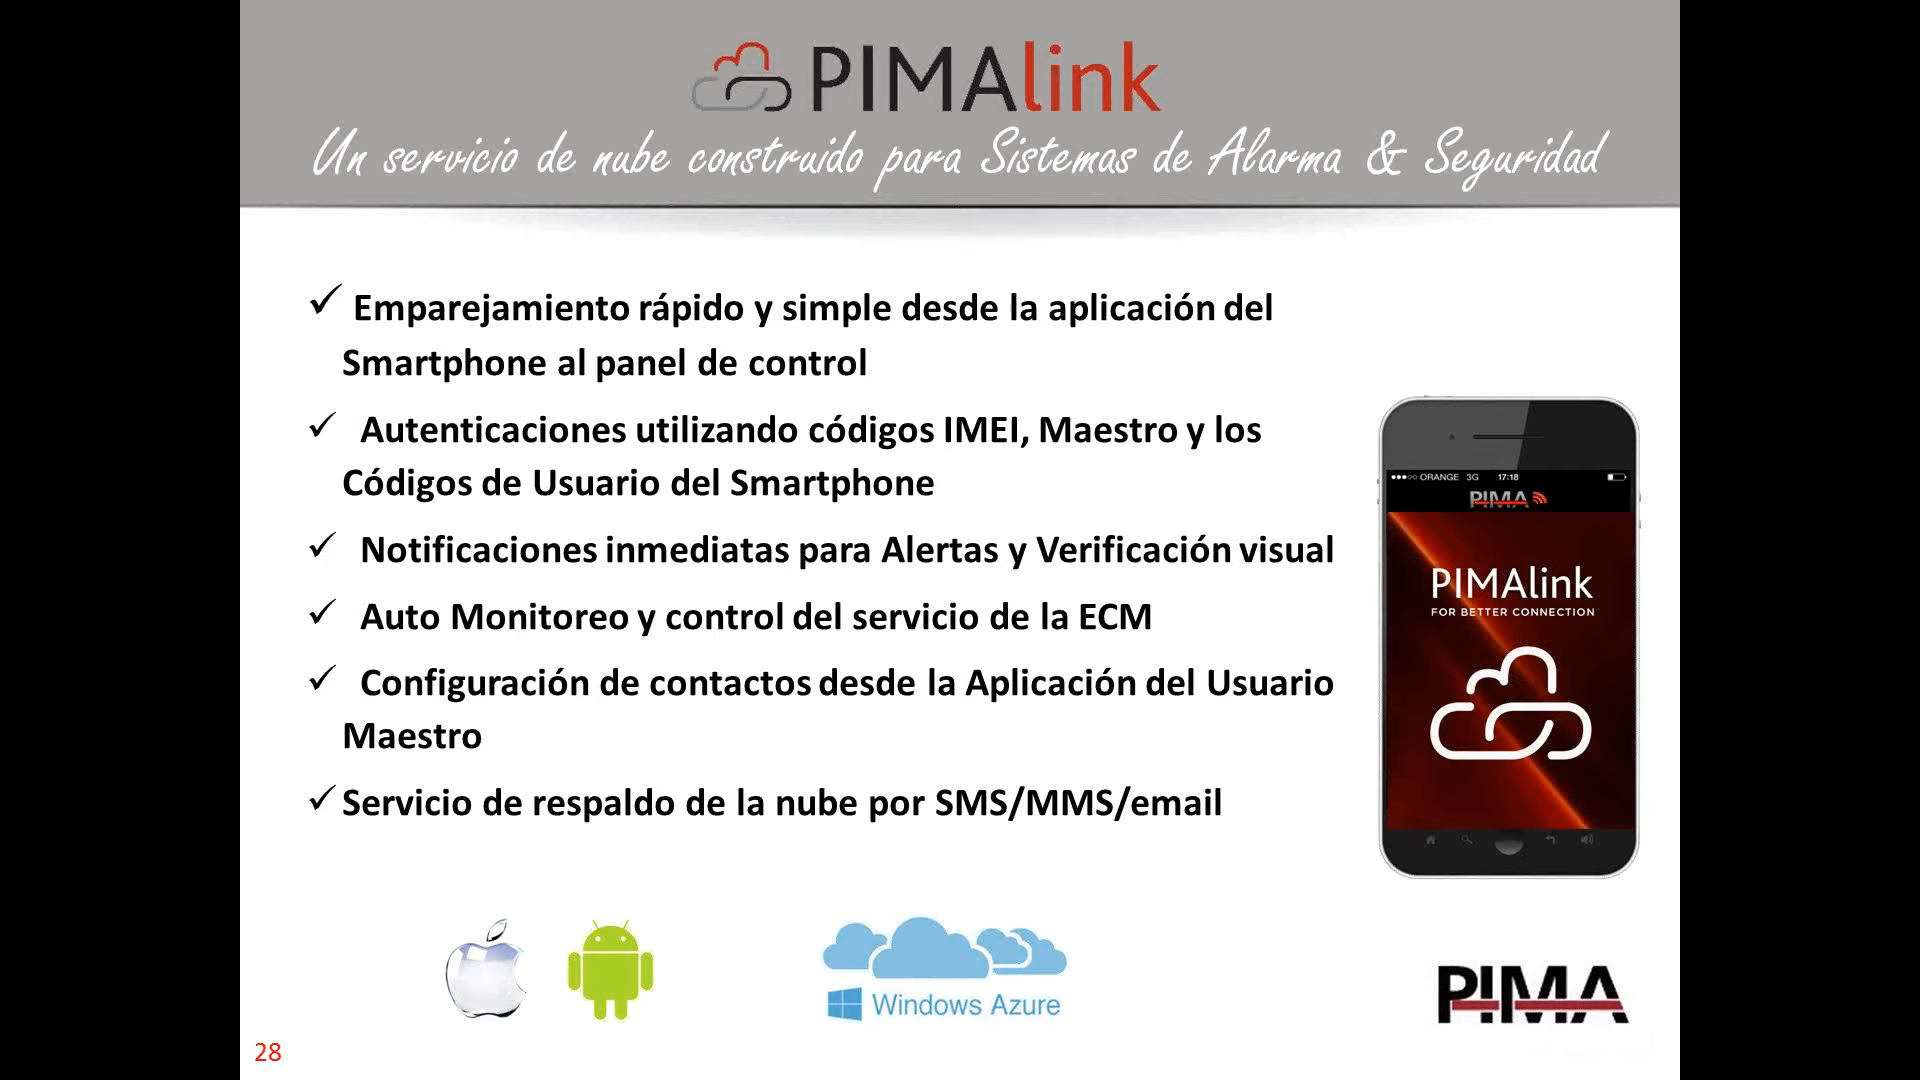 PIMAlink
Un servicio de nube construido para Sistemas de Alarma & Seguridad
✓ Emparejamiento rápido y simple desde la aplicación del
Smartphone al panel de control
✓ Autenticaciones utilizando códigos IMEI, Maestro y los
Códigos de Usuario del Smartphone
✓ Notificaciones inmediatas para Alertas y Verificación visual
✓ Auto Monitoreo y control del servicio de la ECM
✓ Configuración de contactos desde la Aplicación del Usuario
Maestro
✓ Servicio de respaldo de la nube por SMS/MMS/email
ORANGE 3G 17:18
PIMA
PIMAlink
FOR BETTER CONNECTION
Windows Azure
PIMA
28